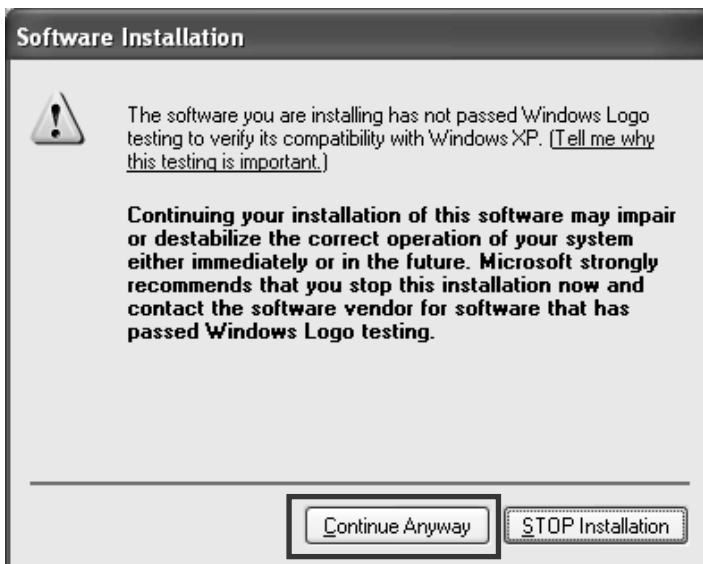 Software Installation
The software you are installing has not passed Windows Logo
testing to verify its compatibility with Windows XP. (Tell me why
this testing is important.)
Continuing your installation of this software may impair
or destabilize the correct operation of your system
either immediately or in the future. Microsoft strongly
recommends that you stop this installation now and
contact the software vendor for software that has
passed Windows Logo testing.
Continue Anyway STOP Installation